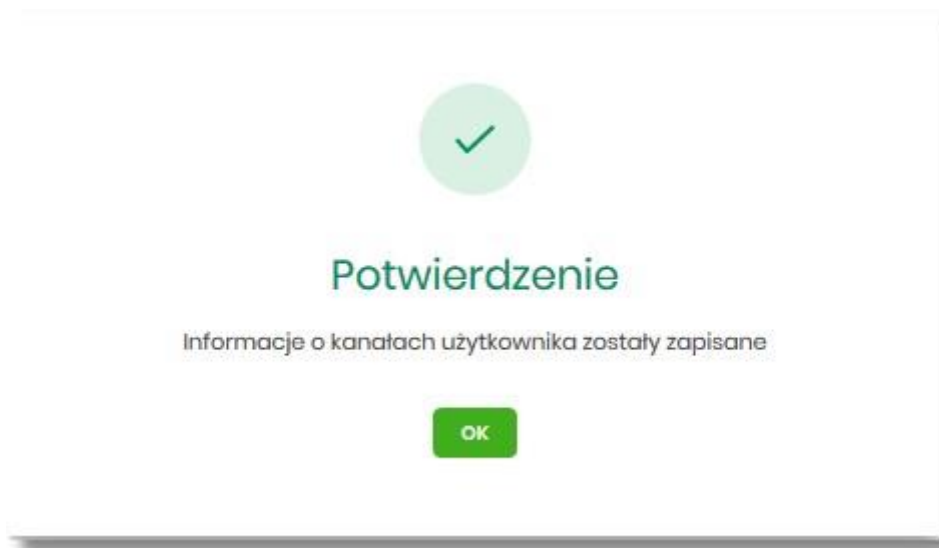 Potwierdzenie
Informacje o kanałach użytkownika zostały zapisane
OK